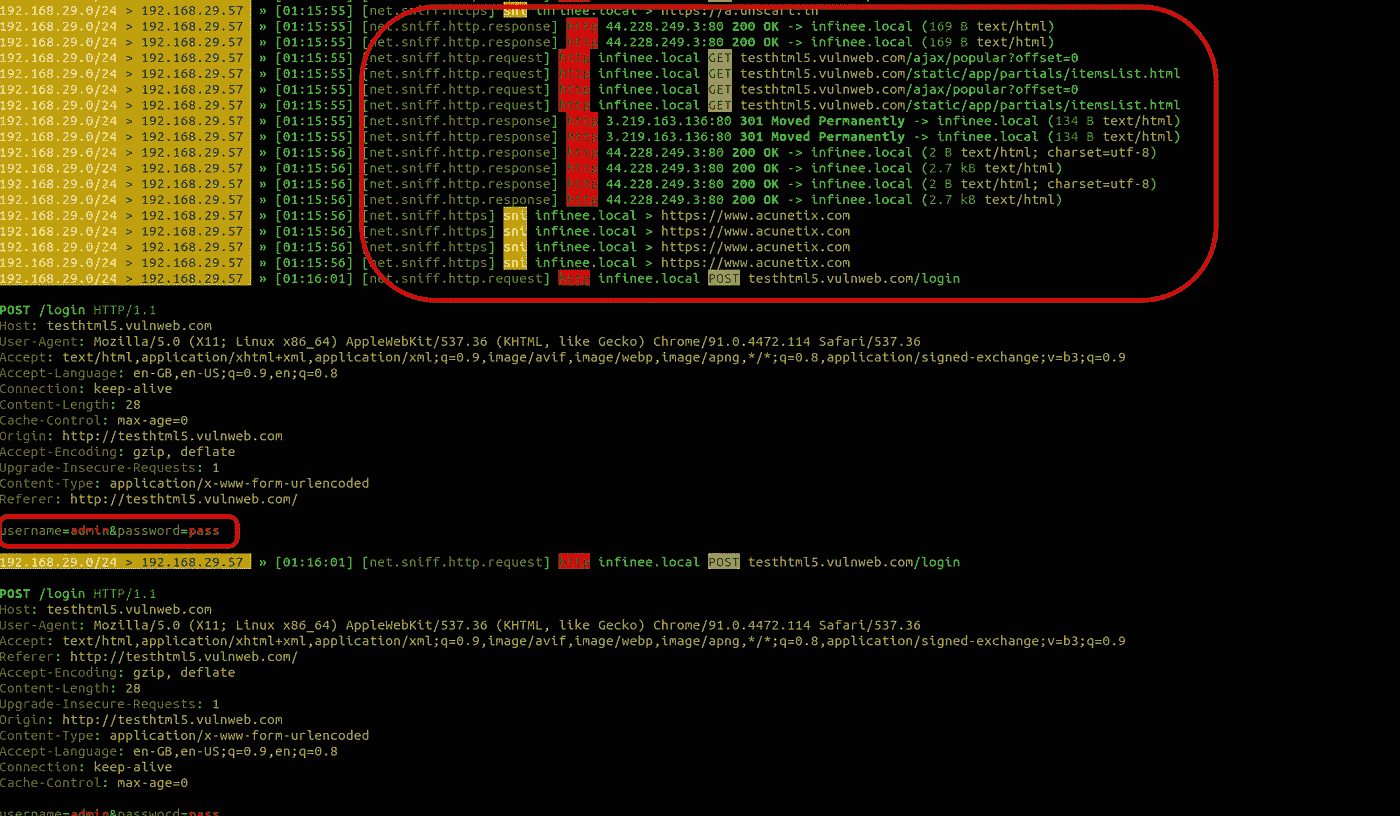 192.168.29.0/24 > 192.168.29.57 » [01:15:55] [net.sniff.https] sni infinee.local > https://a.omscart.in
192.168.29.0/24 > 192.168.29.57 » [01:15:55] [net.sniff.http.response] http 44.228.249.3:80 200 OK -> infinee.local (169 B text/html)
192.168.29.0/24 > 192.168.29.57 » [01:15:55] [net.sniff.http.response] http 44.228.249.3:80 200 OK -> infinee.local (169 B text/html)
192.168.29.0/24 > 192.168.29.57 » [01:15:55] [net.sniff.http.request] http infinee.local GET testhtml5.vulnweb.com/ajax/popular?offset=0
192.168.29.0/24 > 192.168.29.57 » [01:15:55] [net.sniff.http.request] http infinee.local GET testhtml5.vulnweb.com/static/app/partials/itemsList.html
192.168.29.0/24 > 192.168.29.57 » [01:15:55] [net.sniff.http.request] http infinee.local GET testhtml5.vulnweb.com/ajax/popular?offset=0
192.168.29.0/24 > 192.168.29.57 » [01:15:55] [net.sniff.http.request] http infinee.local GET testhtml5.vulnweb.com/static/app/partials/itemsList.html
192.168.29.0/24 > 192.168.29.57 » [01:15:55] [net.sniff.http.response] http 3.219.163.136:80 301 Moved Permanently -> infinee.local (134 B text/html)
192.168.29.0/24 > 192.168.29.57 » [01:15:55] [net.sniff.http.response] http 3.219.163.136:80 301 Moved Permanently -> infinee.local (134 B text/html)
192.168.29.0/24 > 192.168.29.57 » [01:15:56] [net.sniff.http.response] http 44.228.249.3:80 200 OK -> infinee.local (2 B text/html; charset=utf-8)
192.168.29.0/24 > 192.168.29.57 » [01:15:56] [net.sniff.http.response] http 44.228.249.3:80 200 OK -> infinee.local (2.7 kB text/html)
192.168.29.0/24 > 192.168.29.57 » [01:15:56] [net.sniff.http.response] http 44.228.249.3:80 200 OK -> infinee.local (2 B text/html; charset=utf-8)
192.168.29.0/24 > 192.168.29.57 » [01:15:56] [net.sniff.http.response] http 44.228.249.3:80 200 OK -> infinee.local (2.7 kB text/html)
192.168.29.0/24 > 192.168.29.57 » [01:15:56] [net.sniff.https] sni infinee.local > https://www.acunetix.com
192.168.29.0/24 > 192.168.29.57 » [01:15:56] [net.sniff.https] sni infinee.local > https://www.acunetix.com
192.168.29.0/24 > 192.168.29.57 » [01:15:56] [net.sniff.https] sni infinee.local > https://www.acunetix.com
192.168.29.0/24 > 192.168.29.57 » [01:15:56] [net.sniff.https] sni infinee.local > https://www.acunetix.com
192.168.29.0/24 > 192.168.29.57 » [01:16:01] [net.sniff.http.request] http infinee.local POST testhtml5.vulnweb.com/login
POST /login HTTP/1.1
Host: testhtml5.vulnweb.com
User-Agent: Mozilla/5.0 (X11; Linux x86_64) AppleWebKit/537.36 (KHTML, like Gecko) Chrome/91.0.4472.114 Safari/537.36
Accept: text/html,application/xhtml+xml,application/xml;q=0.9,image/avif,image/webp,image/apng,*/*;q=0.8,application/signed-exchange;v=b3;q=0.9
Accept-Language: en-GB,en-US;q=0.9,en;q=0.8
Connection: keep-alive
Content-Length: 28
Cache-Control: max-age=0
Origin: http://testhtml5.vulnweb.com
Accept-Encoding: gzip, deflate
Upgrade-Insecure-Requests: 1
Content-Type: application/x-www-form-urlencoded
Referer: http://testhtml5.vulnweb.com/
username=admin&password=pass
192.168.29.0/24 > 192.168.29.57 » [01:16:01] [net.sniff.http.request] http infinee.local POST testhtml5.vulnweb.com/login
POST /login HTTP/1.1
Host: testhtml5.vulnweb.com
User-Agent: Mozilla/5.0 (X11; Linux x86_64) AppleWebKit/537.36 (KHTML, like Gecko) Chrome/91.0.4472.114 Safari/537.36
Accept: text/html,application/xhtml+xml,application/xml;q=0.9,image/avif,image/webp,image/apng,*/*;q=0.8,application/signed-exchange;v=b3;q=0.9
Referer: http://testhtml5.vulnweb.com/
Accept-Encoding: gzip, deflate
Content-Length: 28
Upgrade-Insecure-Requests: 1
Origin: http://testhtml5.vulnweb.com
Content-Type: application/x-www-form-urlencoded
Accept-Language: en-GB,en-US;q=0.9,en;q=0.8
Connection: keep-alive
Cache-Control: max-age=0
username=admin&password=pass